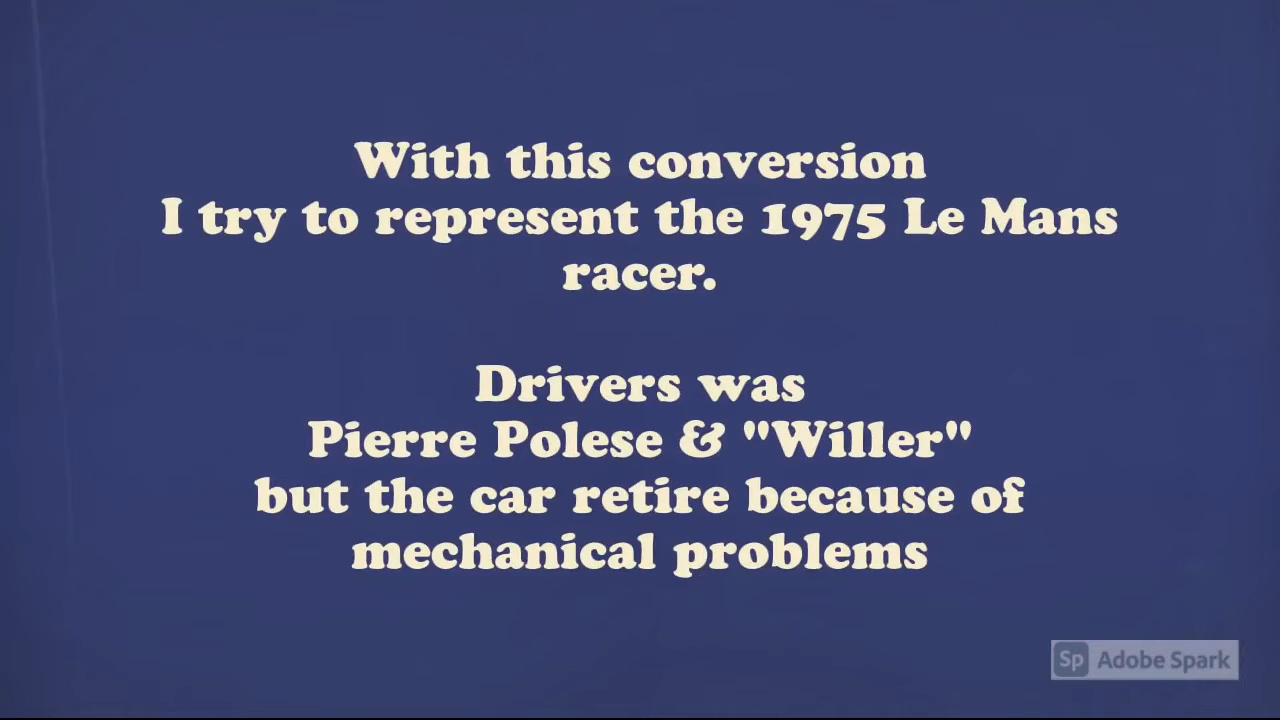 With this conversion
I try to represent the 1975 Le Mans
racer.
Drivers was
Pierre Polese & "Willer"
but the car retire because of
mechanical problems
Sp Adobe Spark